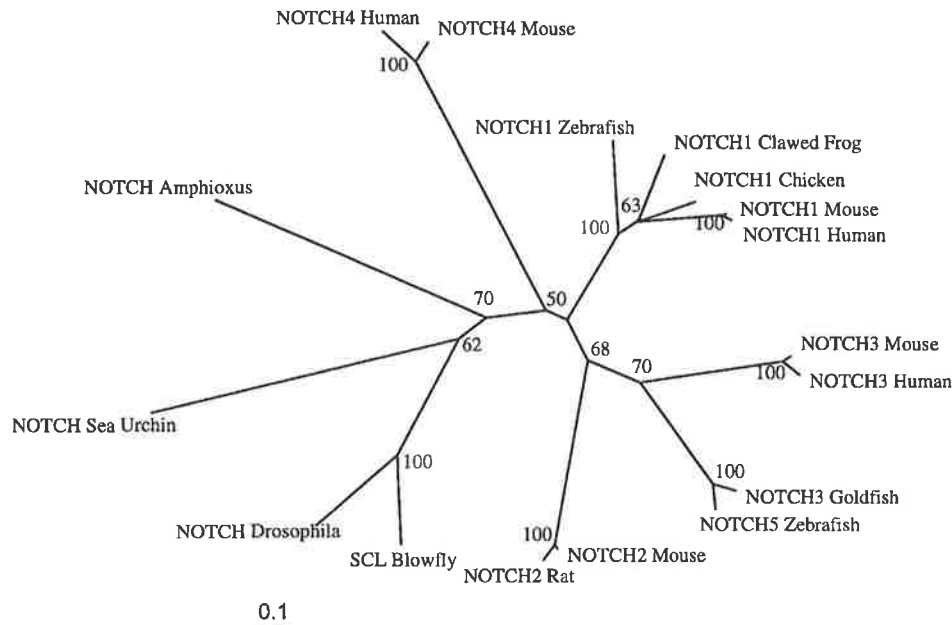 NOTCH4 Human
NOTCH4 Mouse
100
NOTCH1 Zebrafish
NOTCH1 Clawed Frog
NOTCH1 Chicken
NOTCH Amphioxus
63
NOTCH1 Mouse
100
100
NOTCH1 Human
70
50
62
68
70
NOTCH3 Mouse
100
NOTCH3 Human
NOTCH Sea Urchin
100
100
NOTCH3 Goldfish
NOTCH5 Zebrafish
NOTCH Drosophila
100
SCL Blowfly
NOTCH2 Mouse
NOTCH2 Rat
0.1